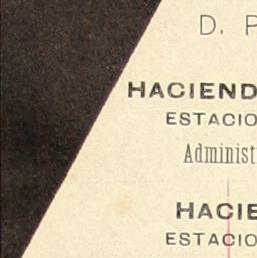 D. P
HACIEND
ESTACIO
Administ
HACIE
ESTACIO